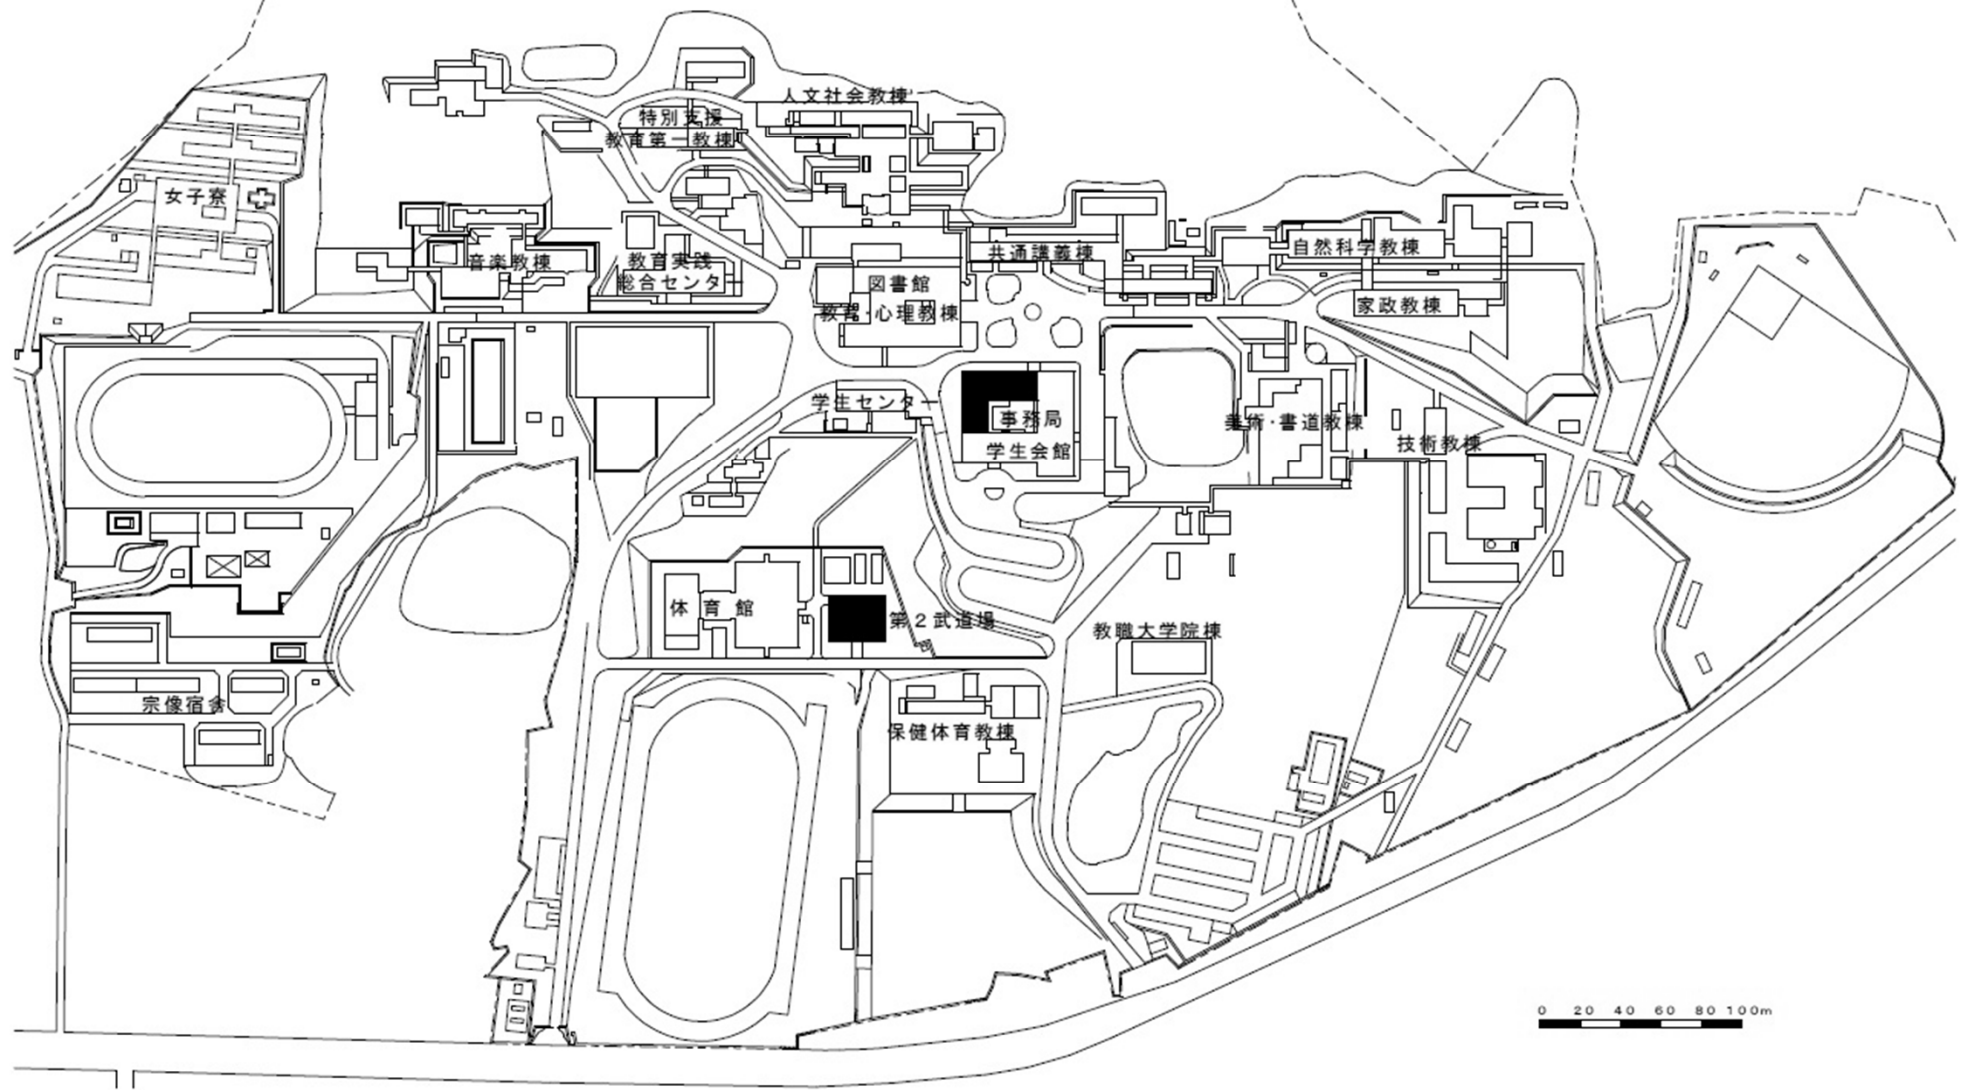 人文社会教棟
特別支援
教育第一教棟
女子寮
音楽教棟
教育実践
総合センター
共通講義棟
自然科学教棟
図書館
教育・心理教棟
家政教棟
学生センター
事務局
学生会館
美術・書道教棟
技術教棟
体育館
第２武道場
教職大学院棟
宗像宿舎
保健体育教棟
0 20 40 60 80 100m